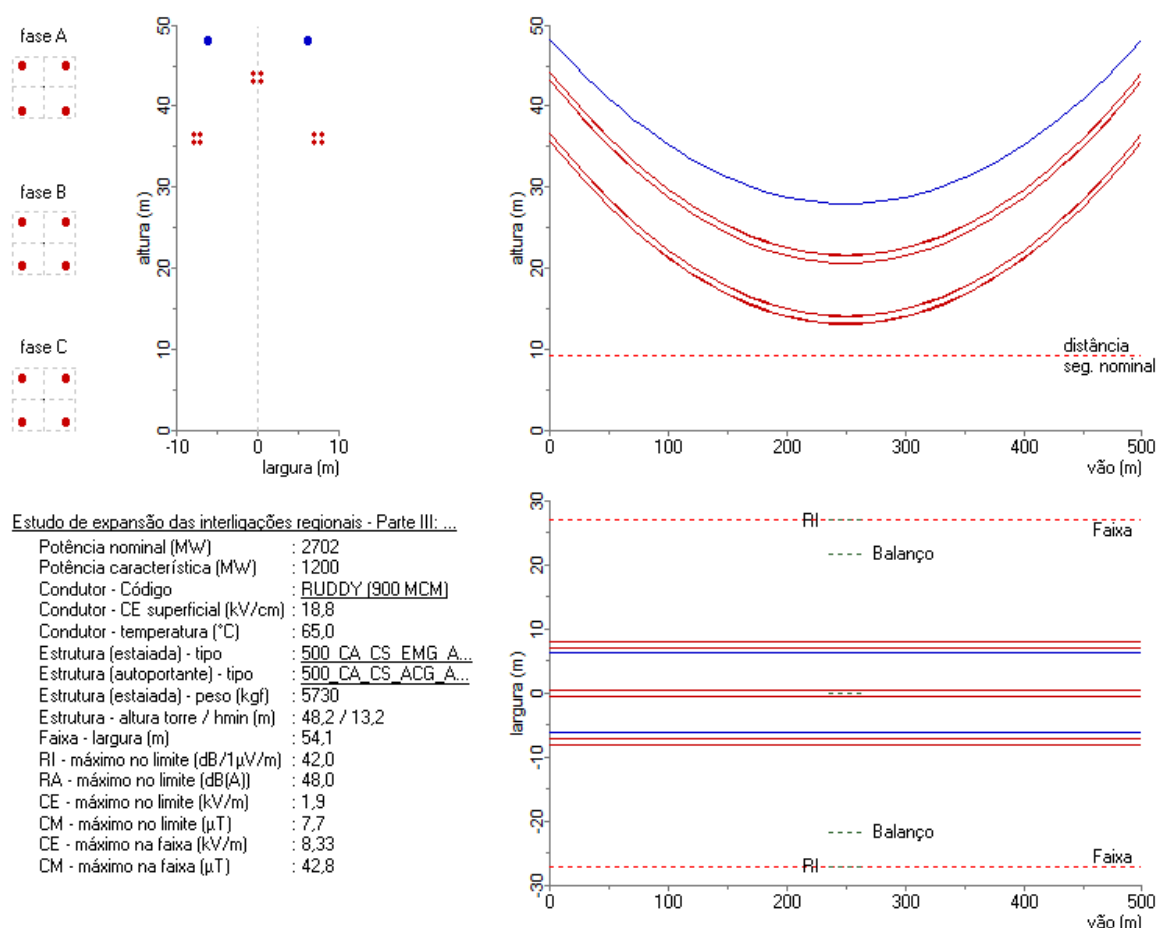 fase A
fase B
fase C
50
40
30
20
10
0
altura (m)
-10
0
10
largura (m)
50
40
30
20
10
0
altura (m)
distância
seg. nominal
0
100
200
300
400
500
vão (m)
Estudo de expansão das interligações regionais - Parte III: ...
Potência nominal (MW) : 2702
Potência característica (MW) : 1200
Condutor - Código : RUDDY (900 MCM)
Condutor - CE superficial (kV/cm) : 18,8
Condutor - temperatura (°C) : 65,0
Estrutura (estaiada) - tipo : 500_CA_CS_EMG_A...
Estrutura (autoportante) - tipo : 500_CA_CS_ACG_A...
Estrutura (estaiada) - peso (kgf) : 5730
Estrutura - altura torre / hmin (m) : 48,2 / 13,2
Faixa - largura (m) : 54,1
RI - máximo no limite (dB/1µV/m) : 42,0
RA - máximo no limite (dB(A)) : 48,0
CE - máximo no limite (kV/m) : 1,9
CM - máximo no limite (µT) : 7,7
CE - máximo na faixa (kV/m) : 8,33
CM - máximo na faixa (µT) : 42,8
30
20
10
0
-10
-20
-30
largura (m)
RI
Faixa
Balanço
Balanço
RI
Faixa
0
100
200
300
400
500
vão (m)